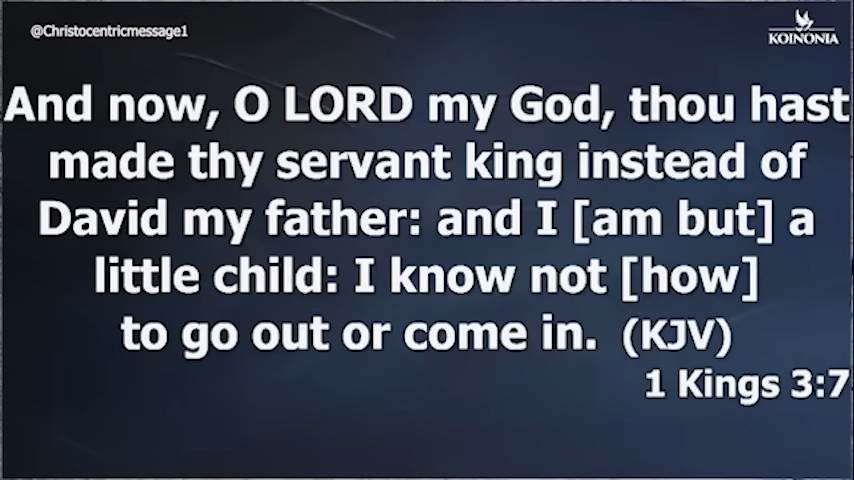 @Christocentricmessage1
KOINONIA
And now, O LORD my God, thou hast
made thy servant king instead of
David my father: and I [am but] a
little child: I know not [how]
to go out or come in. (KJV)
1 Kings 3:7